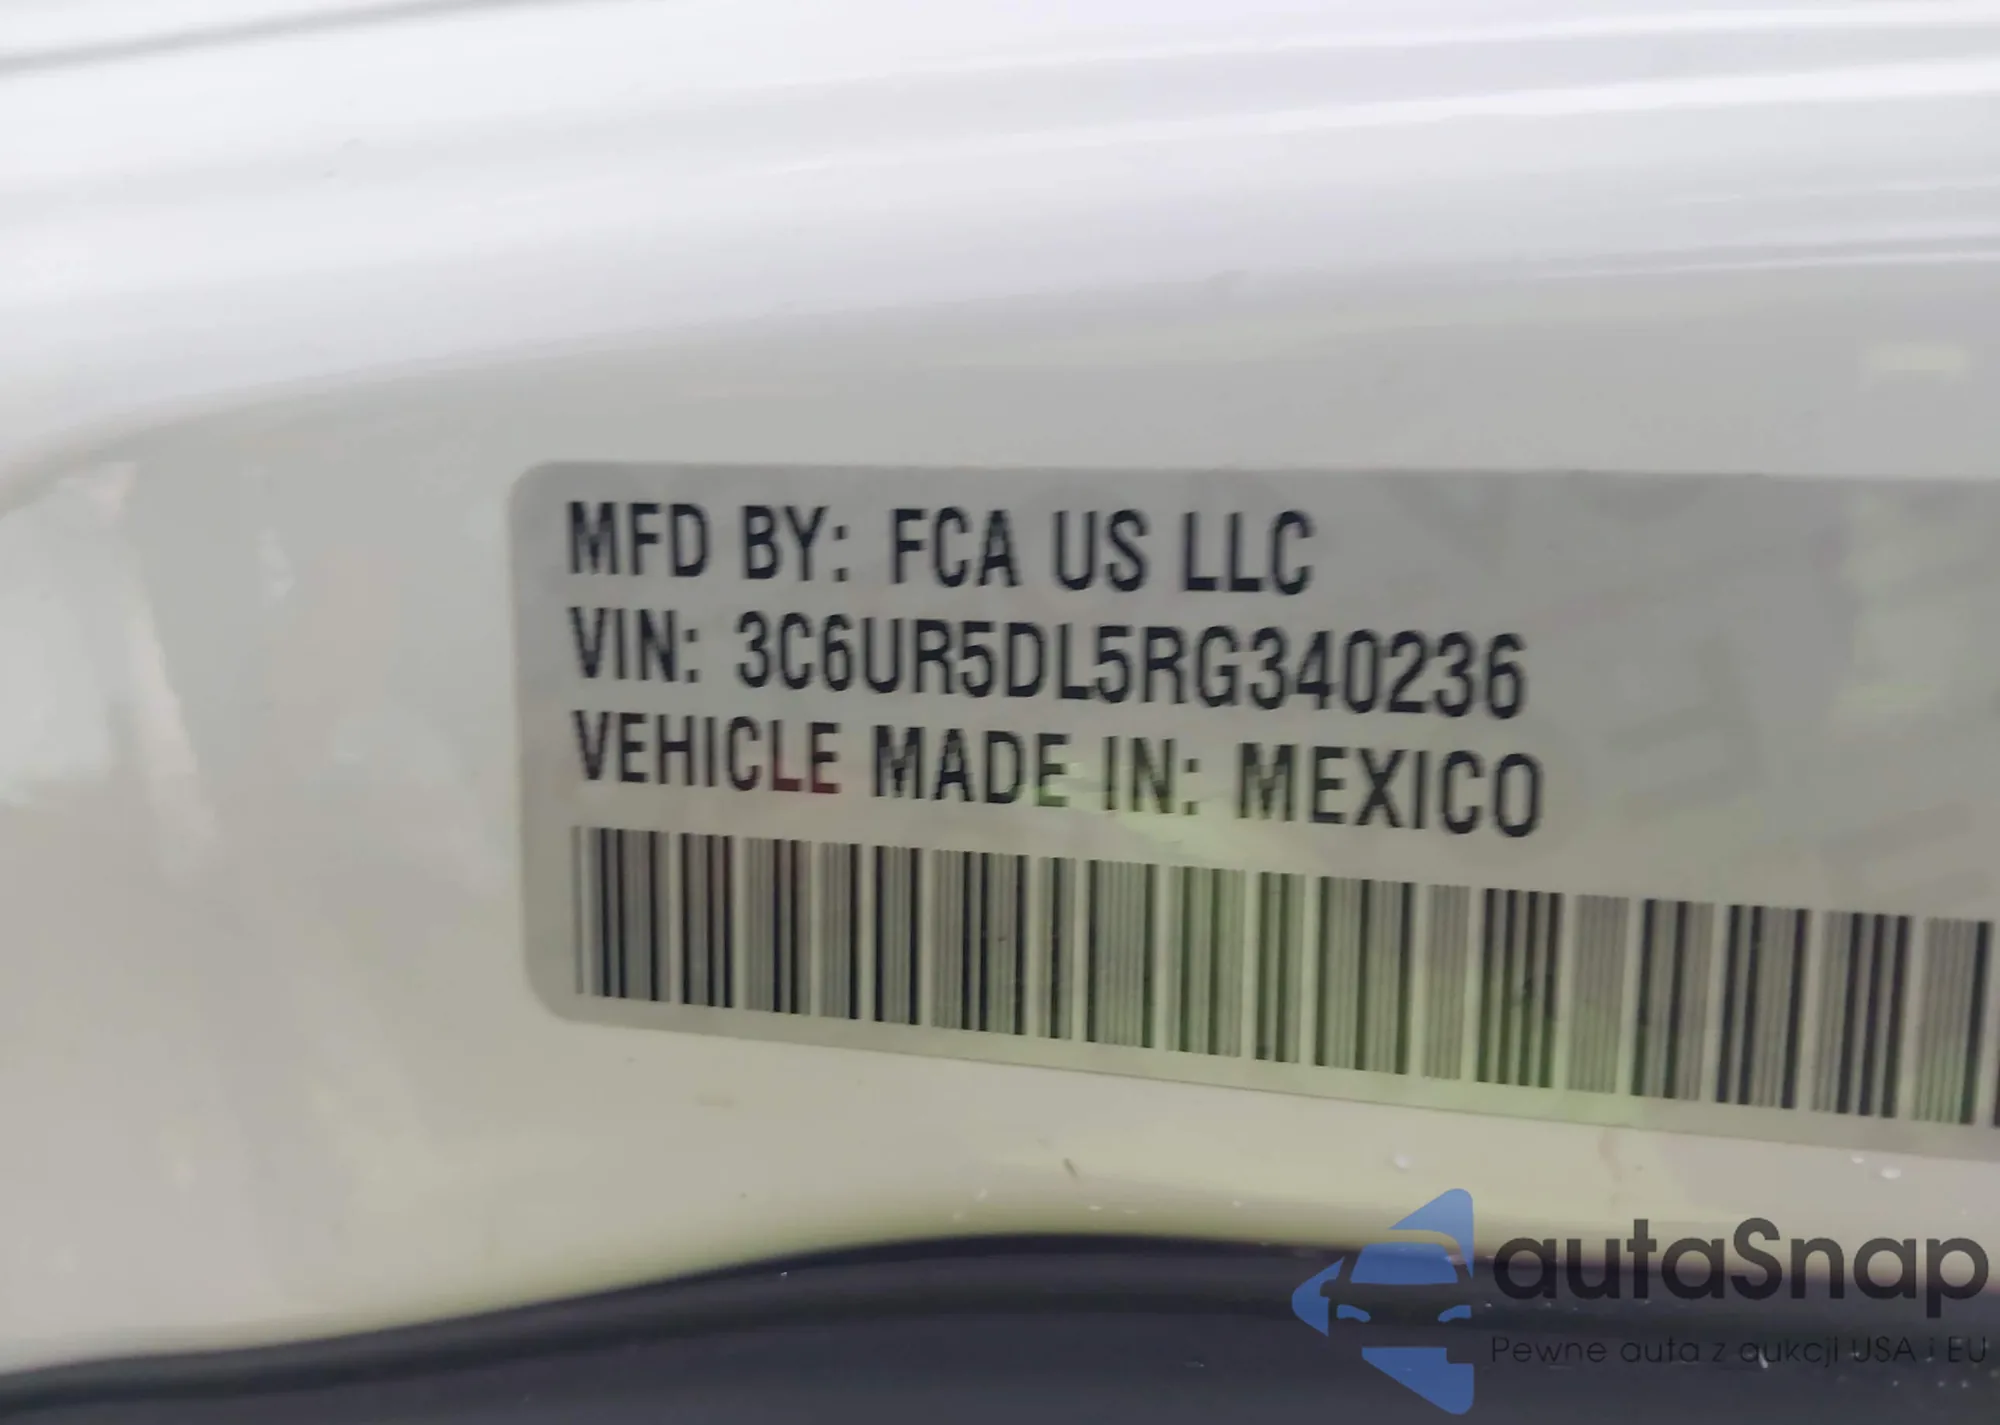 MFD BY: FCA US LLC
VIN: 3C6UR5DL5RG340236
VEHICLE MADE IN: MEXICO
autaSnap
Pewne auta z aukcji USA i EU